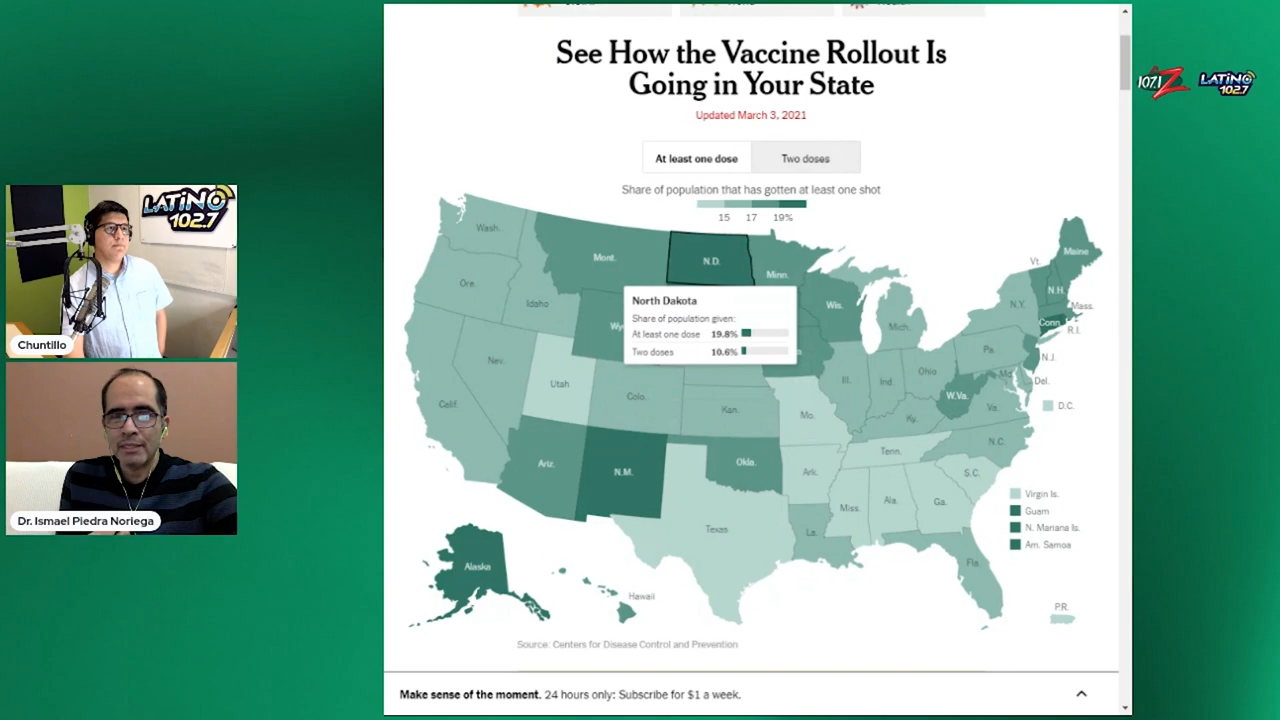 See How the Vaccine Rollout Is
Going in Your State
Updated March 3, 2021
At least one dose
Two doses
Share of population that has gotten at least one shot
15 17 19%
Wash.
Mont.
N.D.
Minn.
Vt.
Maine
Ore.
Idaho
Wy
Wis.
N.Y.
N.H.
Mass.
Conn.
R.I.
North Dakota
Share of population given:
At least one dose 19.8%
Two doses 10.6%
Mich.
Nev.
Utah
Colo.
Calif.
Ill.
Ind.
Ohio
Pa.
N.J.
Md.
Del.
D.C.
W.Va.
Va.
Kan.
Mo.
Ky.
Ariz.
N.M.
Okla.
Ark.
Tenn.
N.C.
S.C.
Texas
La.
Miss.
Ala.
Ga.
Fla.
Virgin Is.
Guam
N. Mariana Is.
Am. Samoa
Alaska
Hawaii
P.R.
Source: Centers for Disease Control and Prevention
Make sense of the moment. 24 hours only: Subscribe for $1 a week.
LATINO
102.7
Chuntillo
Dr. Ismael Piedra Noriega
107.1 Z
LATINO
102.7